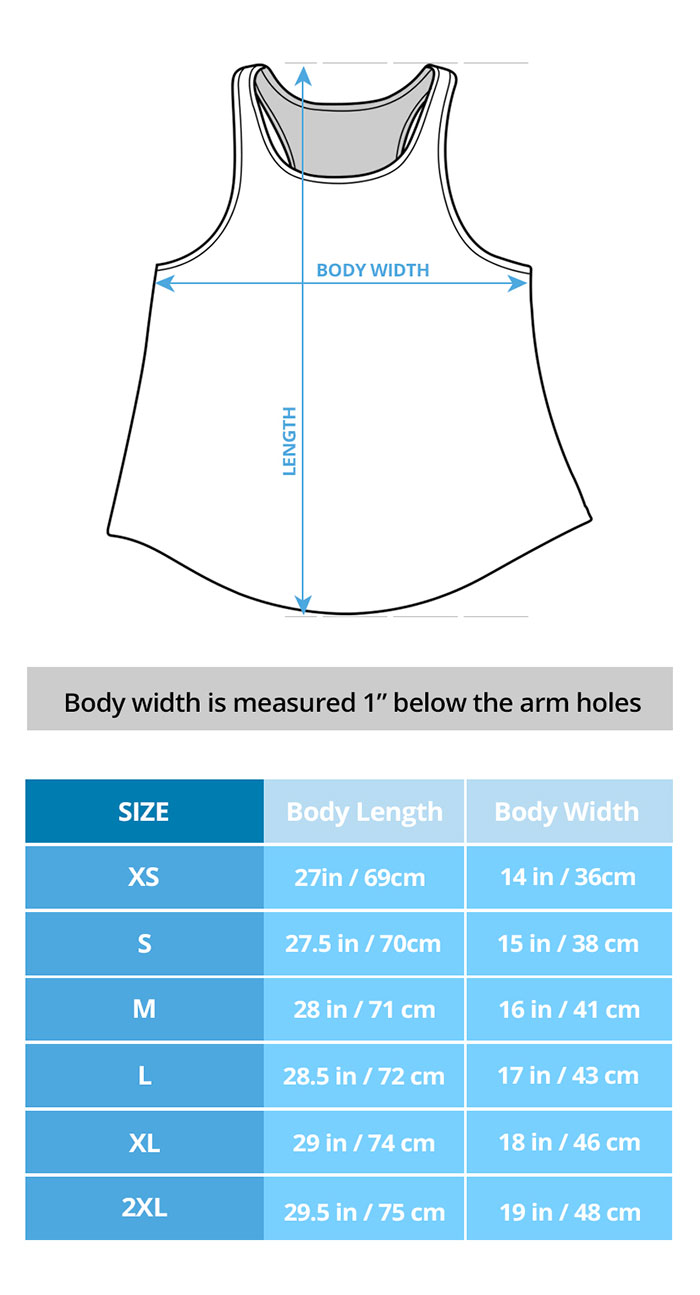 BODY WIDTH
LENGTH
Body width is measured 1” below the arm holes
SIZE Body Length Body Width
XS 27in / 69cm 14 in / 36cm
S 27.5 in / 70cm 15 in / 38 cm
M 28 in / 71 cm 16 in / 41 cm
L 28.5 in / 72 cm 17 in / 43 cm
XL 29 in / 74 cm 18 in / 46 cm
2XL 29.5 in / 75 cm 19 in / 48 cm